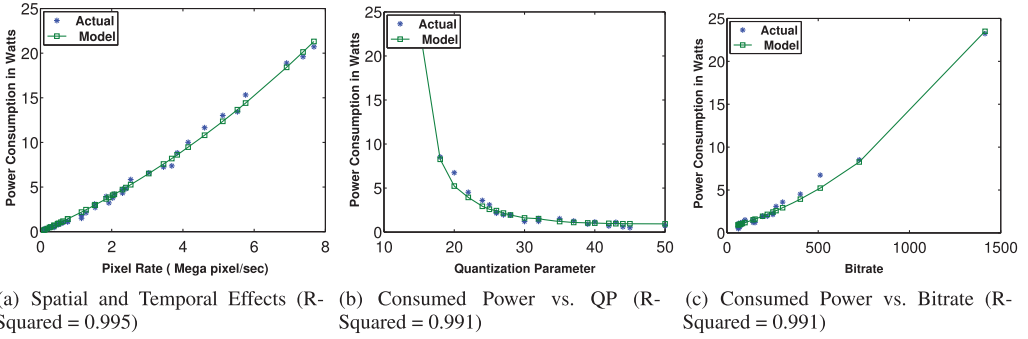 25
20
15
10
5
0
0 2 4 6 8
Power Consumption in Watts
Actual
Model
Pixel Rate ( Mega pixel/sec)
25
20
15
10
5
0
10 20 30 40 50
Power Consumption in Watts
Actual
Model
Quantization Parameter
25
20
15
10
5
0
0 500 1000 1500
Power Consumption in Watts
Actual
Model
Bitrate
(a) Spatial and Temporal Effects (R-
Squared = 0.995)
(b) Consumed Power vs. QP (R-
Squared = 0.991)
(c) Consumed Power vs. Bitrate (R-
Squared = 0.991)